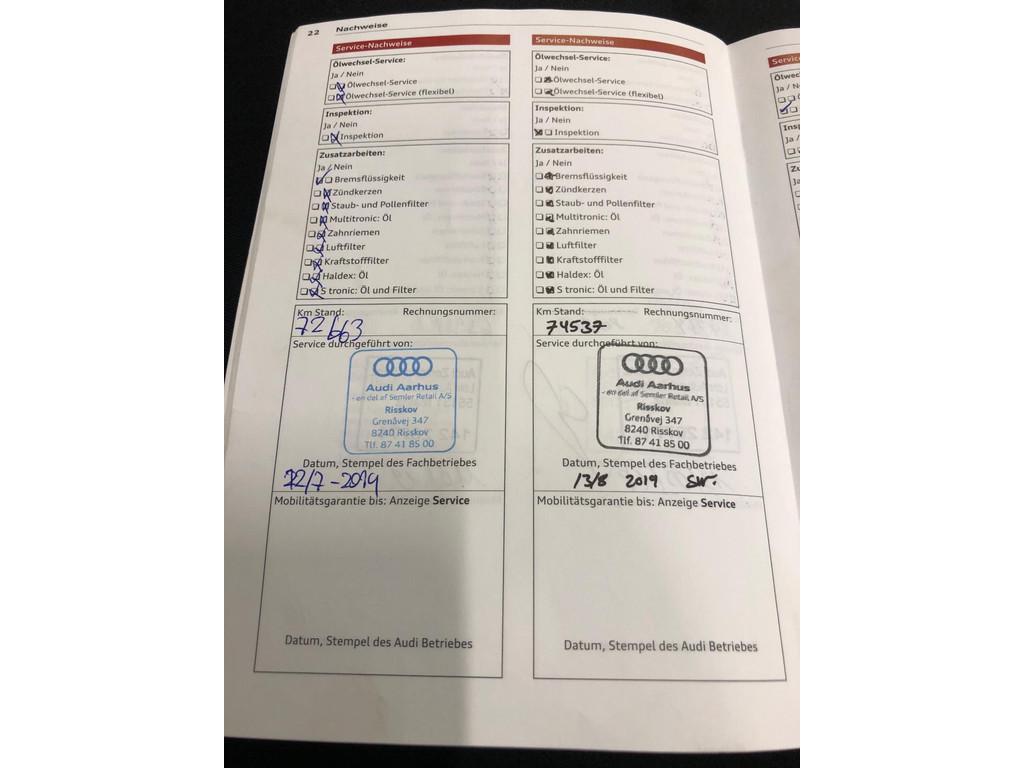 22 Nachweise
Service-Nachweise
Ölwechsel-Service:
Ja / Nein
Ölwechsel-Service
Ölwechsel-Service (flexibel)
Inspektion:
Ja / Nein
Inspektion
Zusatzarbeiten:
Ja / Nein
Bremsflüssigkeit
Zündkerzen
Staub- und Pollenfilter
Multitronic: Öl
Zahnriemen
Luftfilter
Kraftstofffilter
Haldex: Öl
S tronic: Öl und Filter
Km Stand: Rechnungsnummer:
72663
Service durchgeführt von:
Audi Aarhus
- en del af Semler Retail A/S
Risskov
Grenåvej 347
8240 Risskov
Tlf. 87 41 85 00
Datum, Stempel des Fachbetriebes
/7-2019
Mobilitätsgarantie bis: Anzeige Service
Datum, Stempel des Audi Betriebes
Service-Nachweise
Ölwechsel-Service:
Ja / Nein
Ölwechsel-Service
Ölwechsel-Service (flexibel)
Inspektion:
Ja / Nein
Inspektion
Zusatzarbeiten:
Ja / Nein
Bremsflüssigkeit
Zündkerzen
Staub- und Pollenfilter
Multitronic: Öl
Zahnriemen
Luftfilter
Kraftstofffilter
Haldex: Öl
S tronic: Öl und Filter
Km Stand: Rechnungsnummer:
74537
Service durchgeführt von:
Audi Aarhus
- en del af Semler Retail A/S
Risskov
Grenåvej 347
8240 Risskov
Tlf. 87 41 85 00
Datum, Stempel des Fachbetriebes
13/8 2019 SW.
Mobilitätsgarantie bis: Anzeige Service
Datum, Stempel des Audi Betriebes